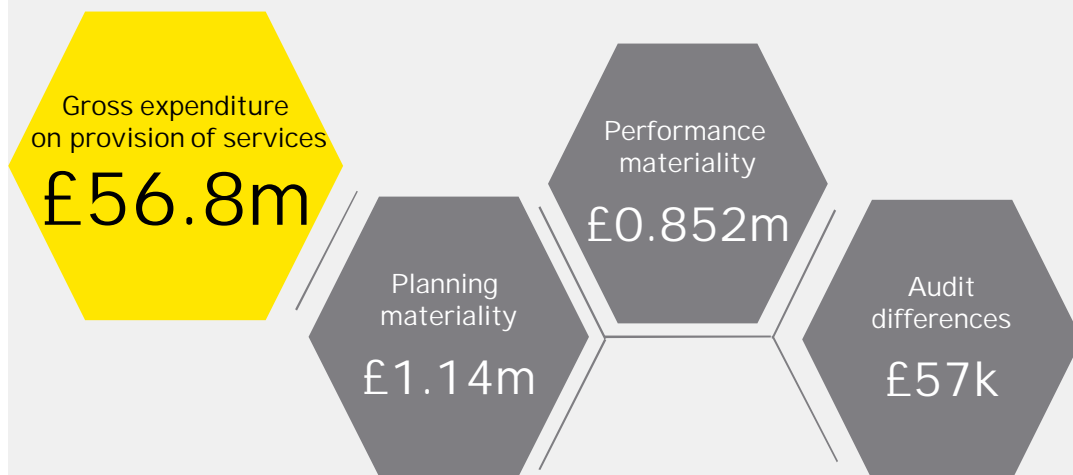 Gross expenditure
on provision of services
£56.8m
Planning
materiality
£1.14m
Performance
materiality
£0.852m
Audit
differences
£57k